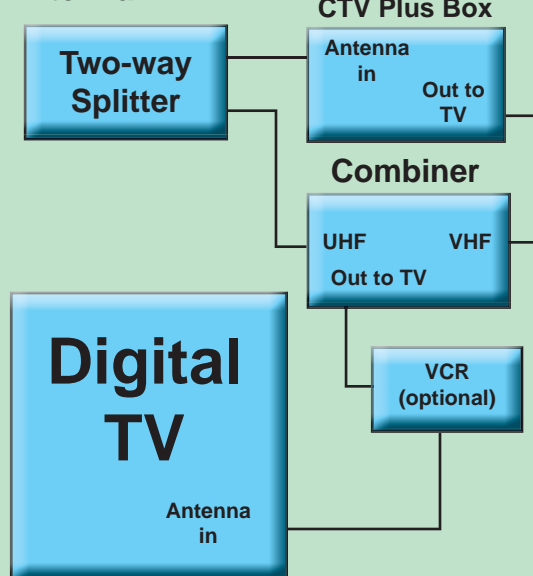 CTV Plus Box
Two-way
Splitter
Antenna
in
Out to
TV
Combiner
UHF VHF
Out to TV
Digital
TV
VCR
(optional)
Antenna
in